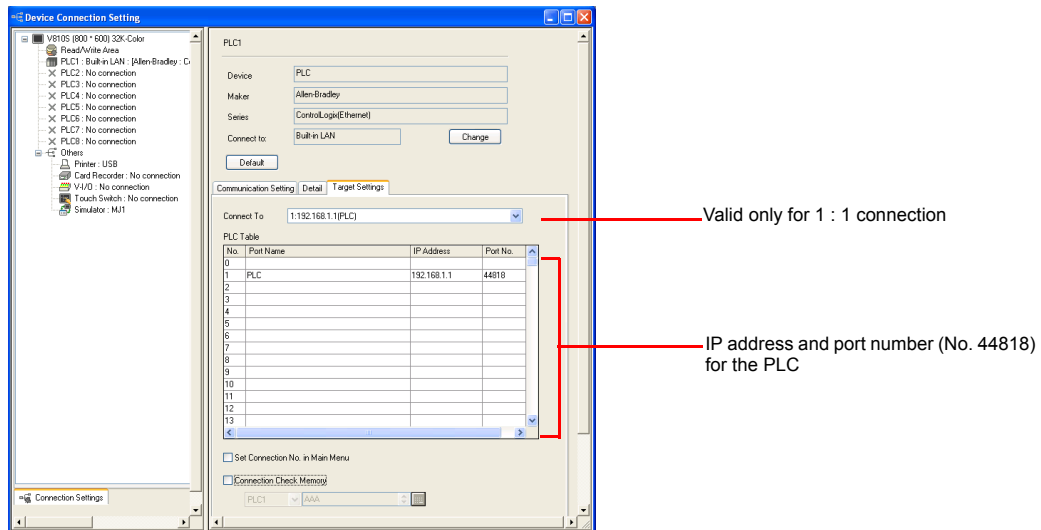 Device Connection Setting
V810S (800 * 600) 32K-Color
Read/Write Area
PLC1 : Built-in LAN : [Allen-Bradley : Co
PLC2 : No connection
PLC3 : No connection
PLC4 : No connection
PLC5 : No connection
PLC6 : No connection
PLC7 : No connection
PLC8 : No connection
Others
Printer : USB
Card Recorder : No connection
V-I/O : No connection
Touch Switch : No connection
Simulator : MJ1
Connection Settings
PLC1
Device PLC
Maker Allen-Bradley
Series ControlLogix(Ethernet)
Connect to: Built-in LAN Change
Default
Communication Setting Detail Target Settings
Connect To 1:192.168.1.1(PLC)
PLC Table
No. Port Name IP Address Port No.
0
1 PLC 192.168.1.1 44818
2
3
4
5
6
7
8
9
10
11
12
13
Set Connection No. in Main Menu
Connection Check Memory
PLC1 AAA
Valid only for 1 : 1 connection
IP address and port number (No. 44818)
for the PLC